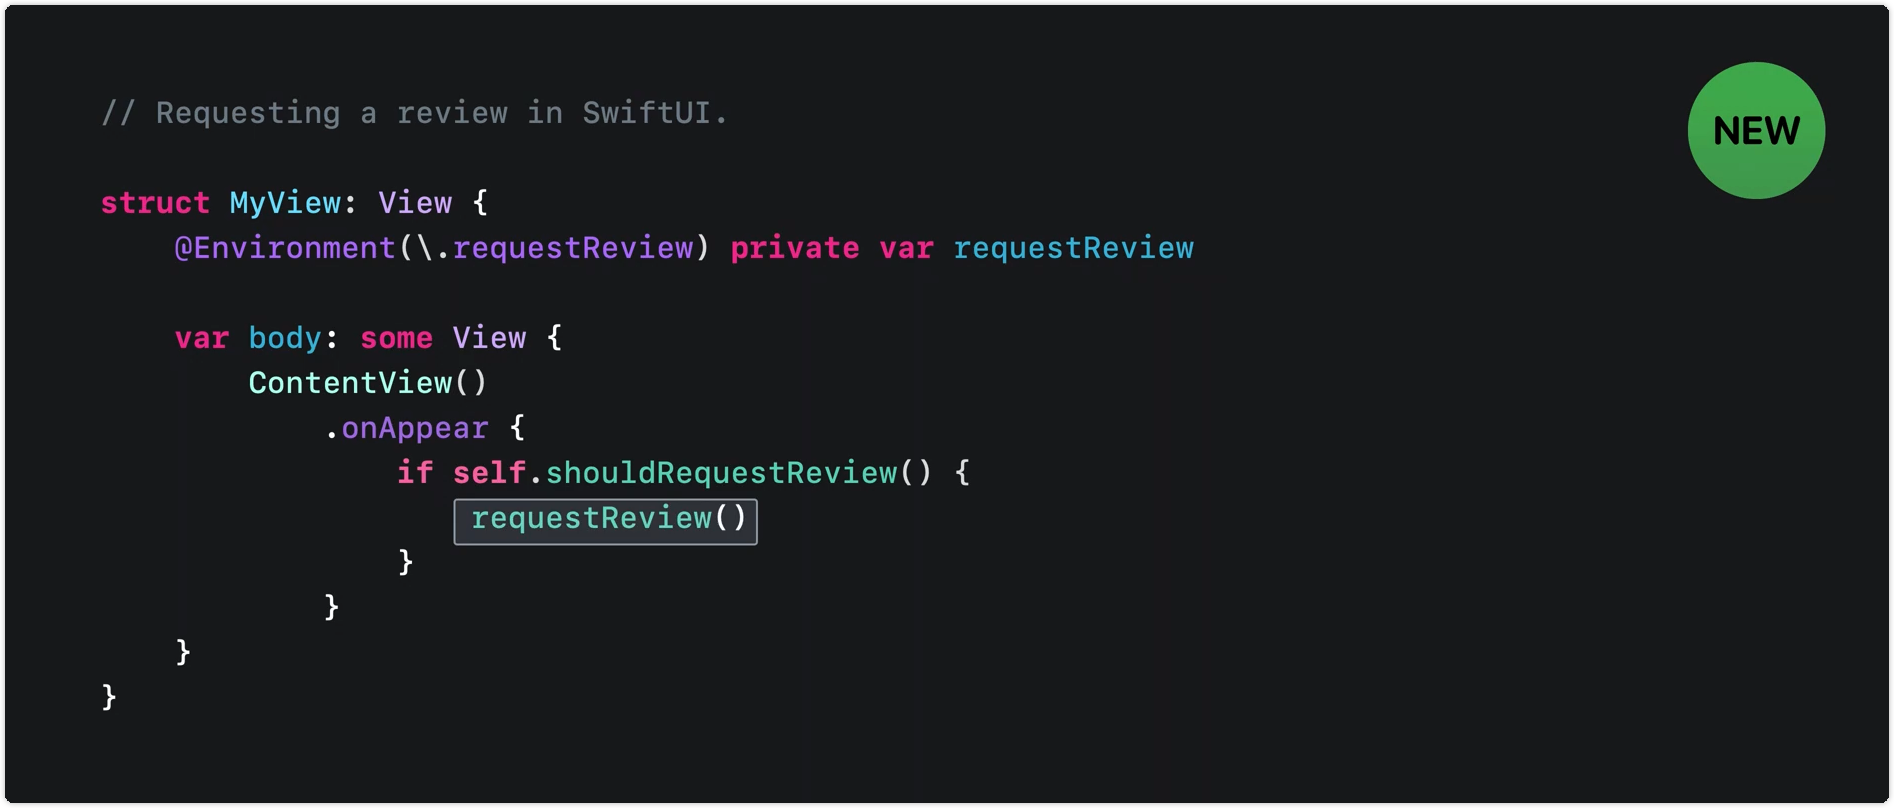 // Requesting a review in SwiftUI.
NEW
struct MyView: View {
@Environment(\.requestReview) private var requestReview
var body: some View {
ContentView()
.onAppear {
if self.shouldRequestReview() {
requestReview()
}
}
}
}